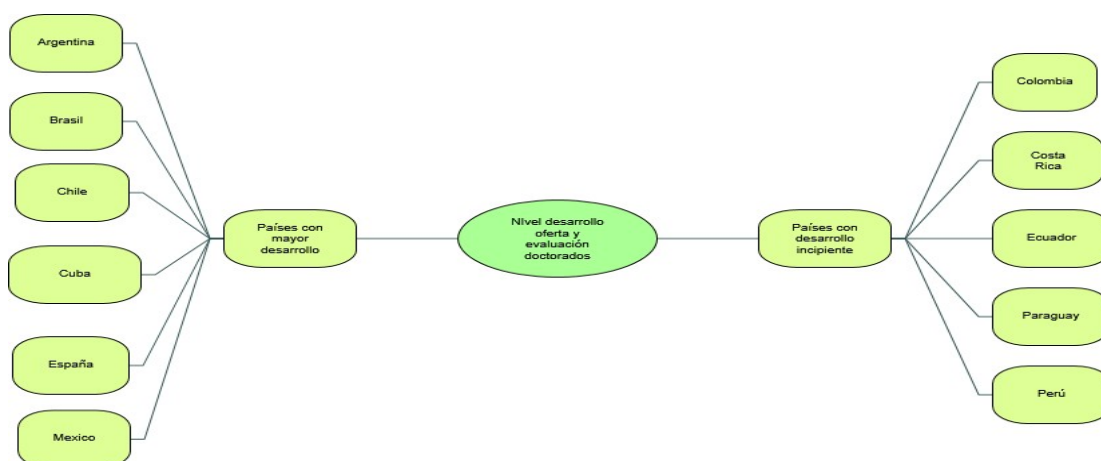 Argentina
Brasil
Chile
Cuba
España
Mexico
Países con
mayor
desarrollo
NIvel desarrollo
oferta y
evaluación
doctorados
Países con
desarrollo
incipiente
Colombia
Costa
Rica
Ecuador
Paraguay
Perú